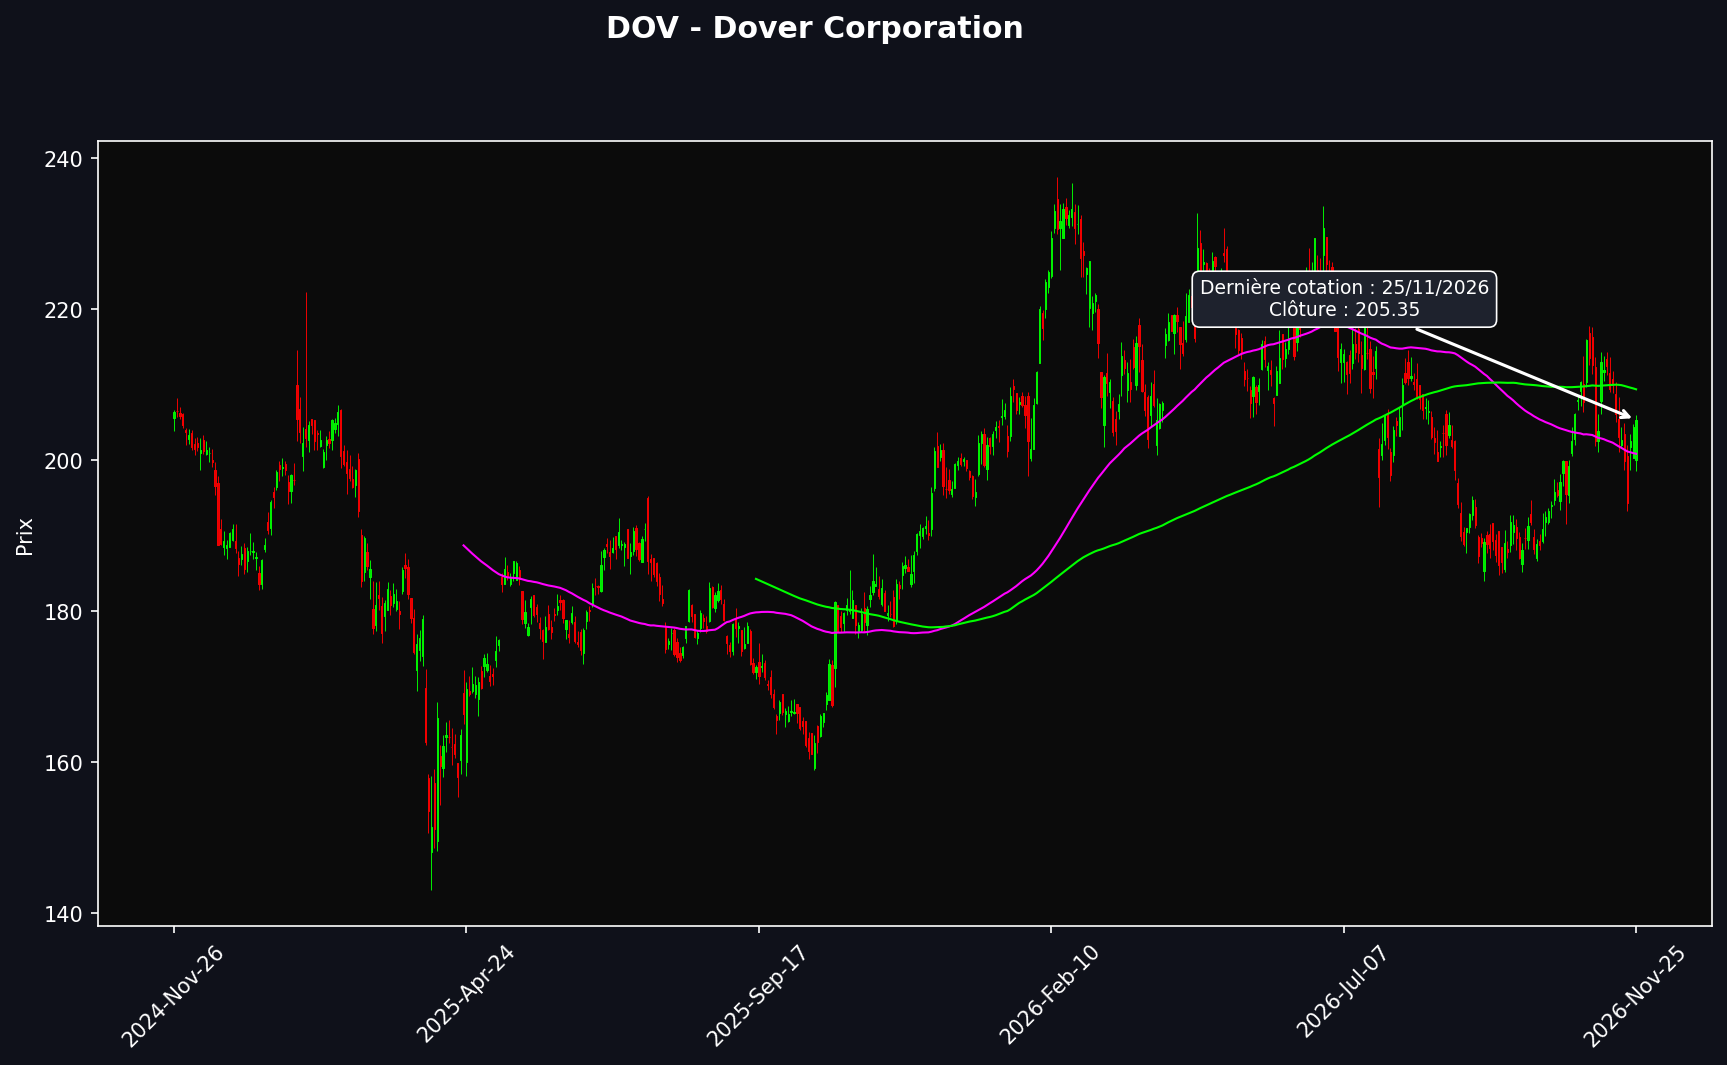 DOV - Dover Corporation
240
220
200
180
160
140
Prix
Dernière cotation : 25/11/2026
Clôture : 205.35
2024-Nov-26
2025-Apr-24
2025-Sep-17
2026-Feb-10
2026-Jul-07
2026-Nov-25